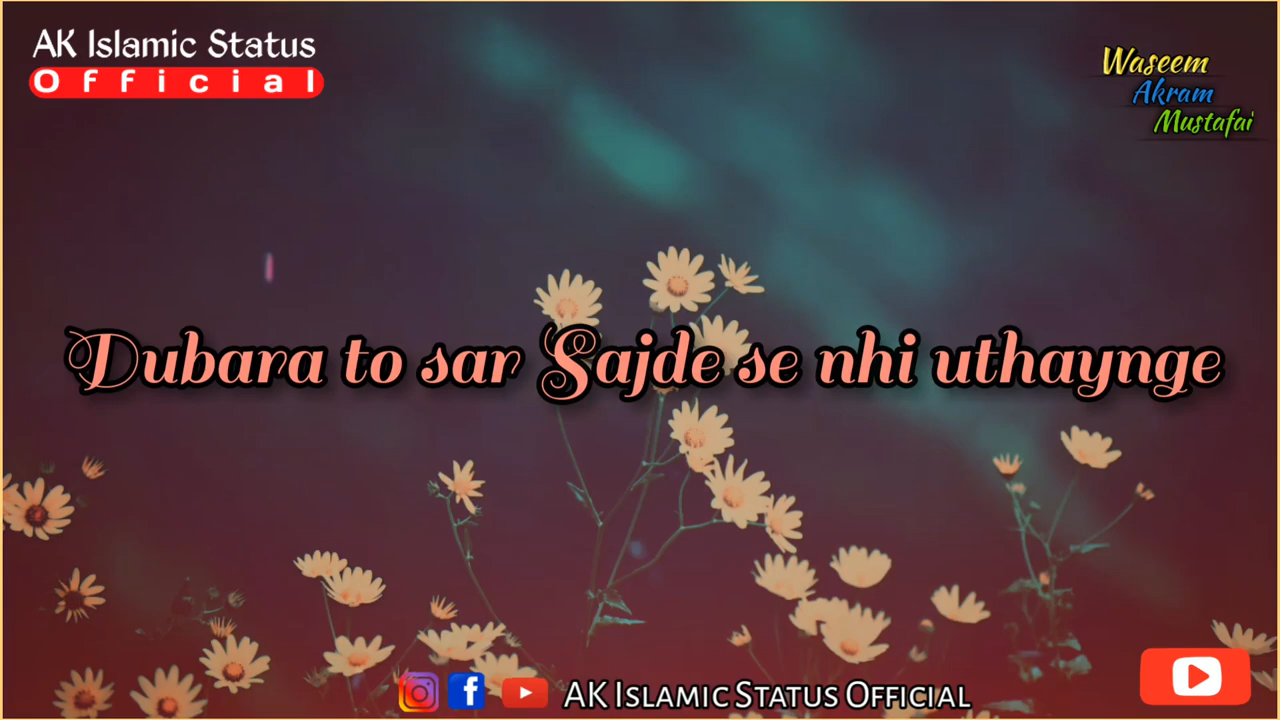 AK Islamic Status
Official
Waseem
Akram
Mustafai
Dubara to sar Sajde se nhi uthaynge
AK Islamic Status Official